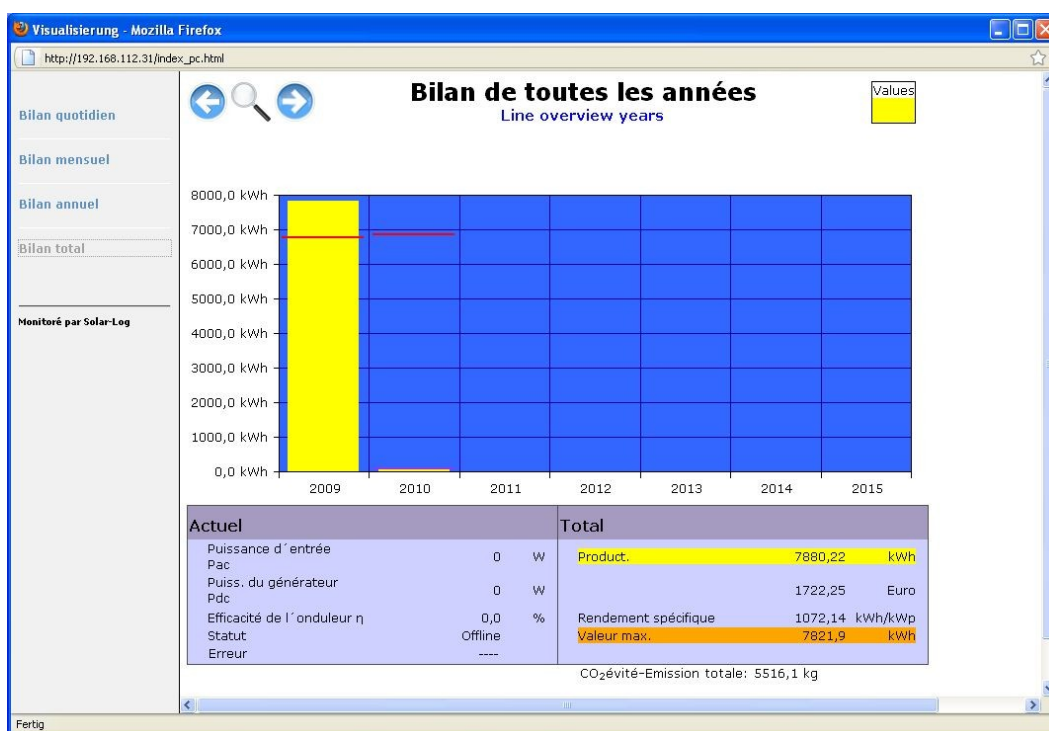 Visualisierung - Mozilla Firefox
http://192.168.112.31/index_pc.html
Bilan quotidien
Bilan mensuel
Bilan annuel
Bilan total
Monitoré par Solar-Log
Bilan de toutes les années
Line overview years
Values
8000,0 kWh
7000,0 kWh
6000,0 kWh
5000,0 kWh
4000,0 kWh
3000,0 kWh
2000,0 kWh
1000,0 kWh
0,0 kWh
2009 2010 2011 2012 2013 2014 2015
Actuel
Puissance d´entrée
Pac 0 W
Puiss. du générateur
Pdc 0 W
Efficacité de l´onduleur η 0,0 %
Statut Offline
Erreur ----
Total
Product. 7880,22 kWh
1722,25 Euro
Rendement spécifique 1072,14 kWh/kWp
Valeur max. 7821,9 kWh
CO₂évité-Emission totale: 5516,1 kg
Fertig